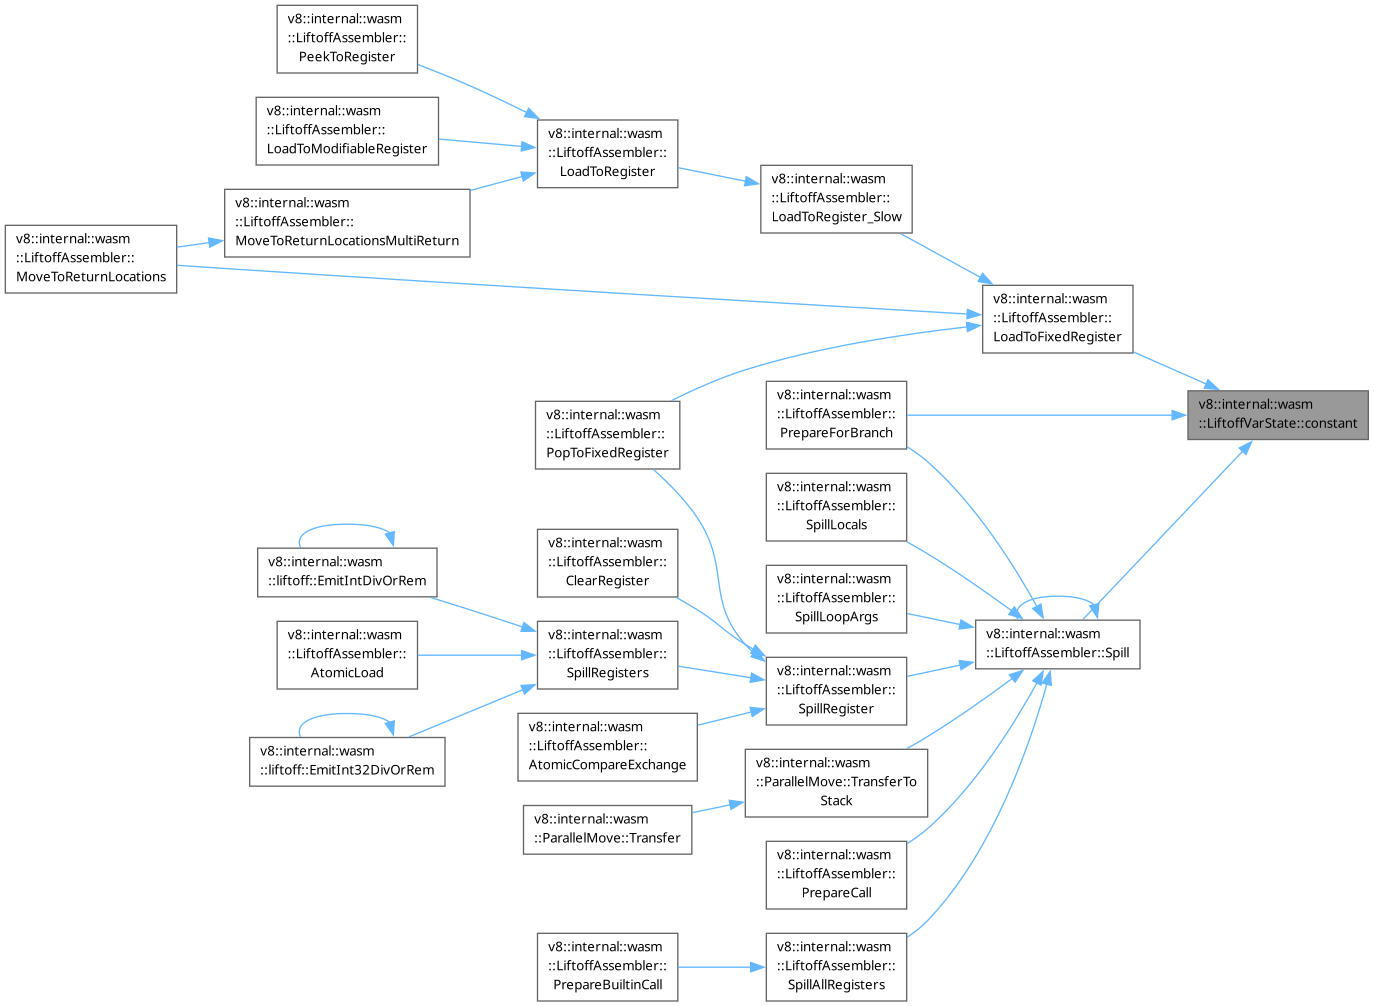 v8::internal::wasm
::LiftoffAssembler::
PeekToRegister
v8::internal::wasm
::LiftoffAssembler::
LoadToModifiableRegister
v8::internal::wasm
::LiftoffAssembler::
LoadToRegister
v8::internal::wasm
::LiftoffAssembler::
LoadToRegister_Slow
v8::internal::wasm
::LiftoffAssembler::
MoveToReturnLocationsMultiReturn
v8::internal::wasm
::LiftoffAssembler::
MoveToReturnLocations
v8::internal::wasm
::LiftoffAssembler::
LoadToFixedRegister
v8::internal::wasm
::LiftoffVarState::constant
v8::internal::wasm
::LiftoffAssembler::
PrepareForBranch
v8::internal::wasm
::LiftoffAssembler::
PopToFixedRegister
v8::internal::wasm
::LiftoffAssembler::
SpillLocals
v8::internal::wasm
::LiftoffAssembler::
ClearRegister
v8::internal::wasm
::liftoff::EmitIntDivOrRem
v8::internal::wasm
::LiftoffAssembler::
SpillLoopArgs
v8::internal::wasm
::LiftoffAssembler::Spill
v8::internal::wasm
::LiftoffAssembler::
AtomicLoad
v8::internal::wasm
::LiftoffAssembler::
SpillRegisters
v8::internal::wasm
::LiftoffAssembler::
SpillRegister
v8::internal::wasm
::LiftoffAssembler::
AtomicCompareExchange
v8::internal::wasm
::liftoff::EmitInt32DivOrRem
v8::internal::wasm
::ParallelMove::TransferTo
Stack
v8::internal::wasm
::ParallelMove::Transfer
v8::internal::wasm
::LiftoffAssembler::
PrepareCall
v8::internal::wasm
::LiftoffAssembler::
PrepareBuiltinCall
v8::internal::wasm
::LiftoffAssembler::
SpillAllRegisters